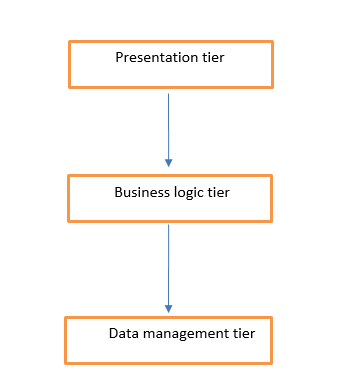 Presentation tier
Business logic tier
Data management tier